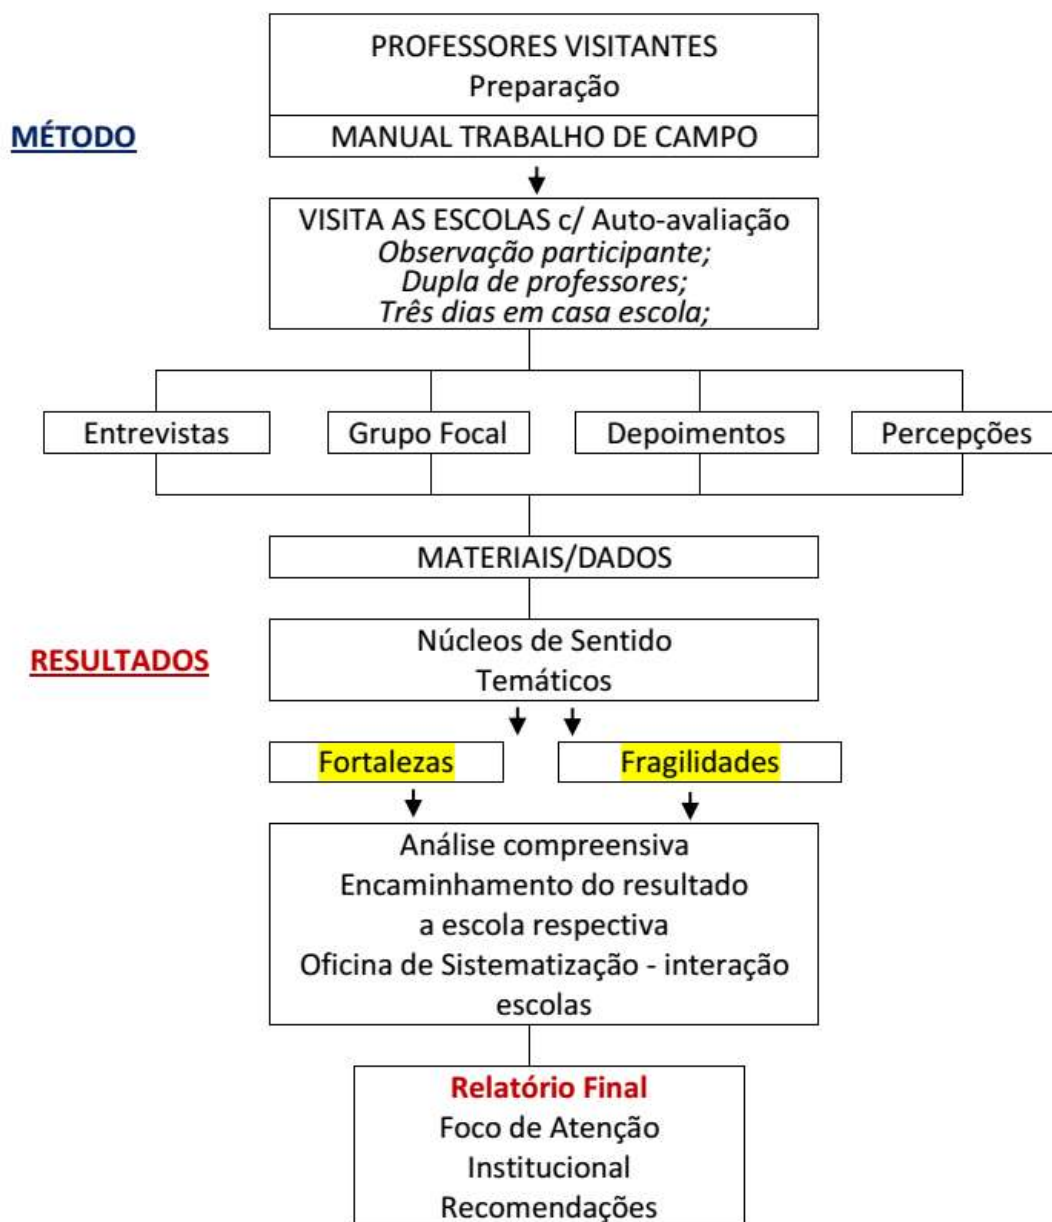 PROFESSORES VISITANTES
Preparação
MÉTODO
MANUAL TRABALHO DE CAMPO
VISITA AS ESCOLAS c/ Auto-avaliação
Observação participante;
Dupla de professores;
Três dias em casa escola;
Entrevistas
Grupo Focal
Depoimentos
Percepções
MATERIAIS/DADOS
RESULTADOS
Núcleos de Sentido
Temáticos
Fortalezas
Fragilidades
Análise compreensiva
Encaminhamento do resultado
a escola respectiva
Oficina de Sistematização - interação
escolas
Relatório Final
Foco de Atenção
Institucional
Recomendações